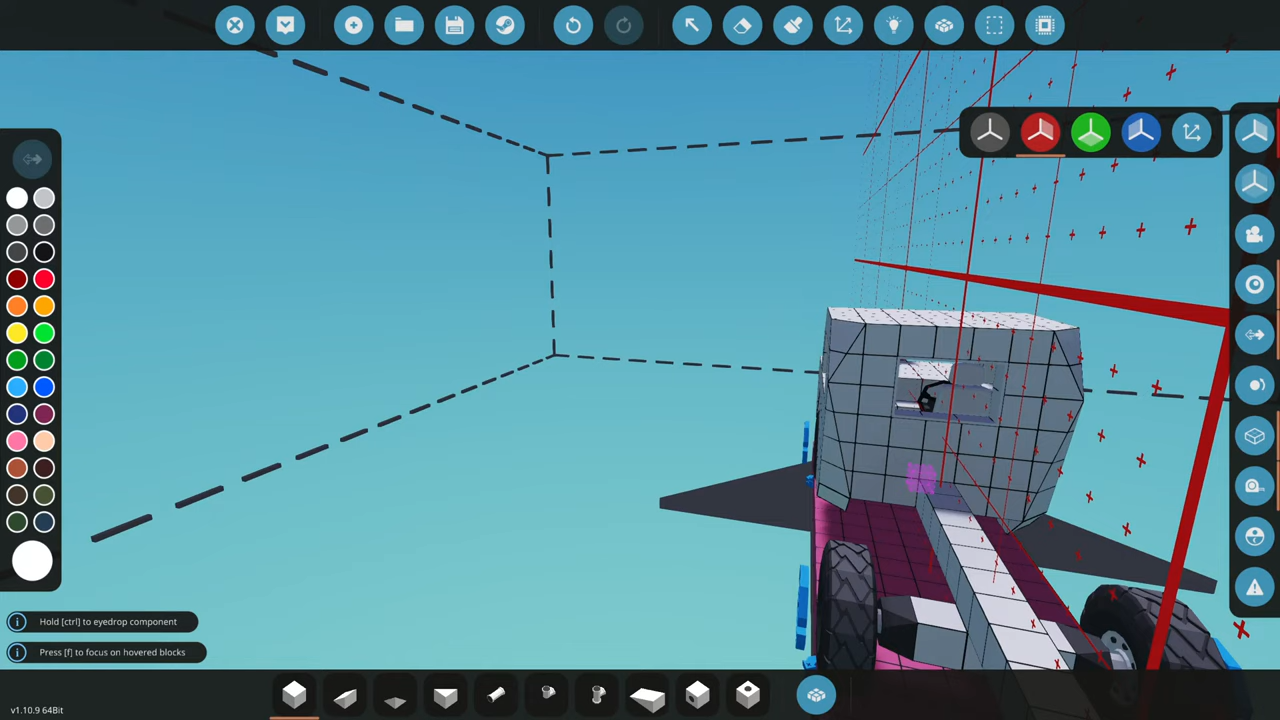 Hold [ctrl] to eyedrop component
Press [f] to focus on hovered blocks
v1.10.9 64Bit